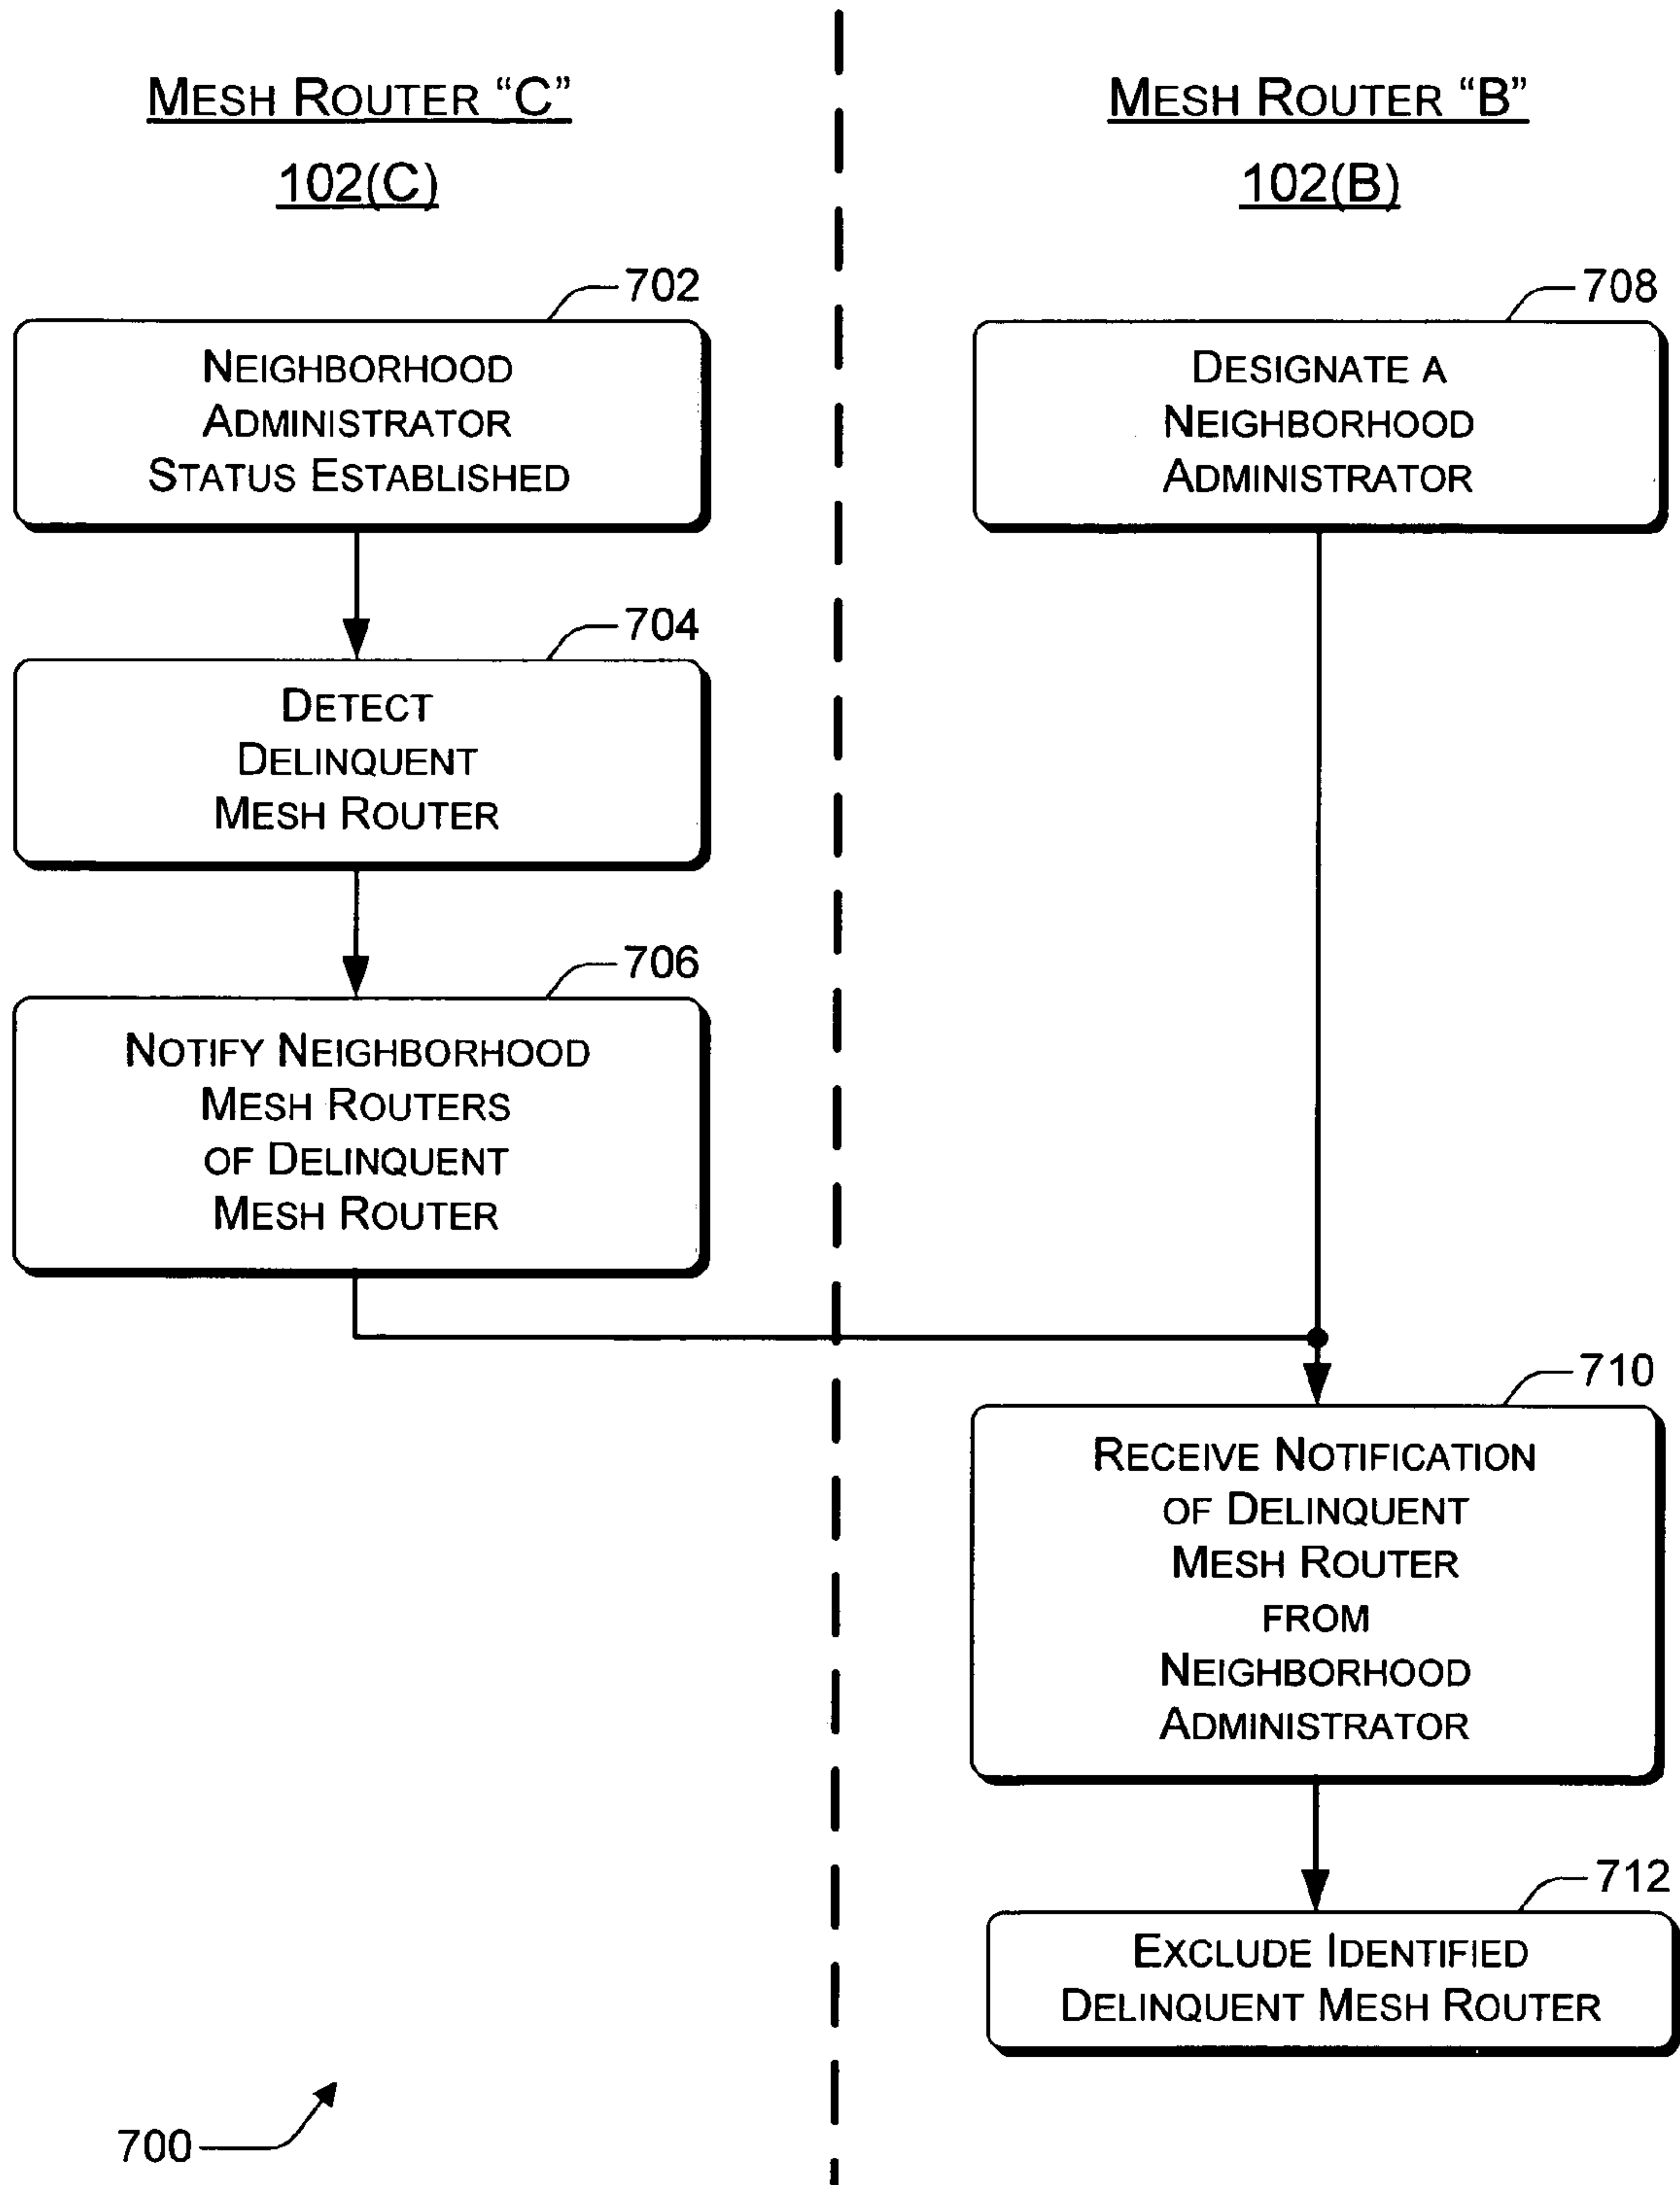 MESH ROUTER “C”
102(C)
702
NEIGHBORHOOD
ADMINISTRATOR
STATUS ESTABLISHED
704
DETECT
DELINQUENT
MESH ROUTER
706
NOTIFY NEIGHBORHOOD
MESH ROUTERS
OF DELINQUENT
MESH ROUTER
MESH ROUTER “B”
102(B)
708
DESIGNATE A
NEIGHBORHOOD
ADMINISTRATOR
710
RECEIVE NOTIFICATION
OF DELINQUENT
MESH ROUTER
FROM
NEIGHBORHOOD
ADMINISTRATOR
712
EXCLUDE IDENTIFIED
DELINQUENT MESH ROUTER
700